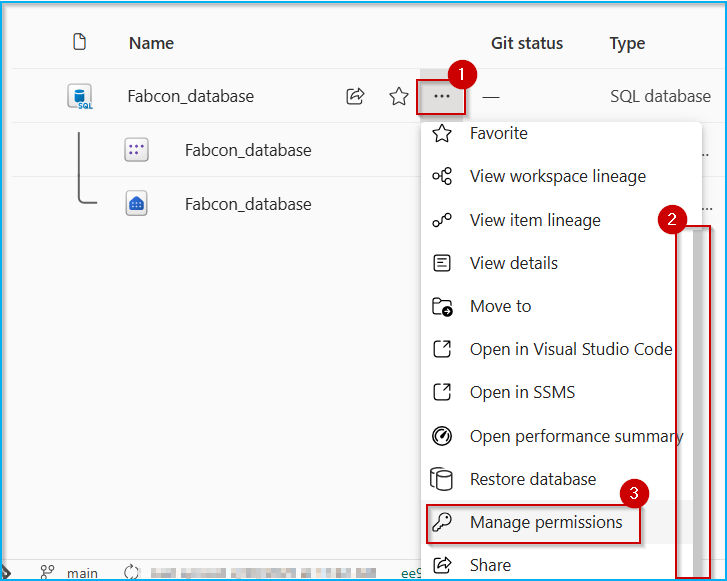 Name Git status Type
1
SQL Fabcon_database ... — SQL database
Favorite
Fabcon_database ...
View workspace lineage
Fabcon_database ...
2
View item lineage
View details
Move to
Open in Visual Studio Code
Open in SSMS
Open performance summary
Restore database
3
Manage permissions
Share
main ee9